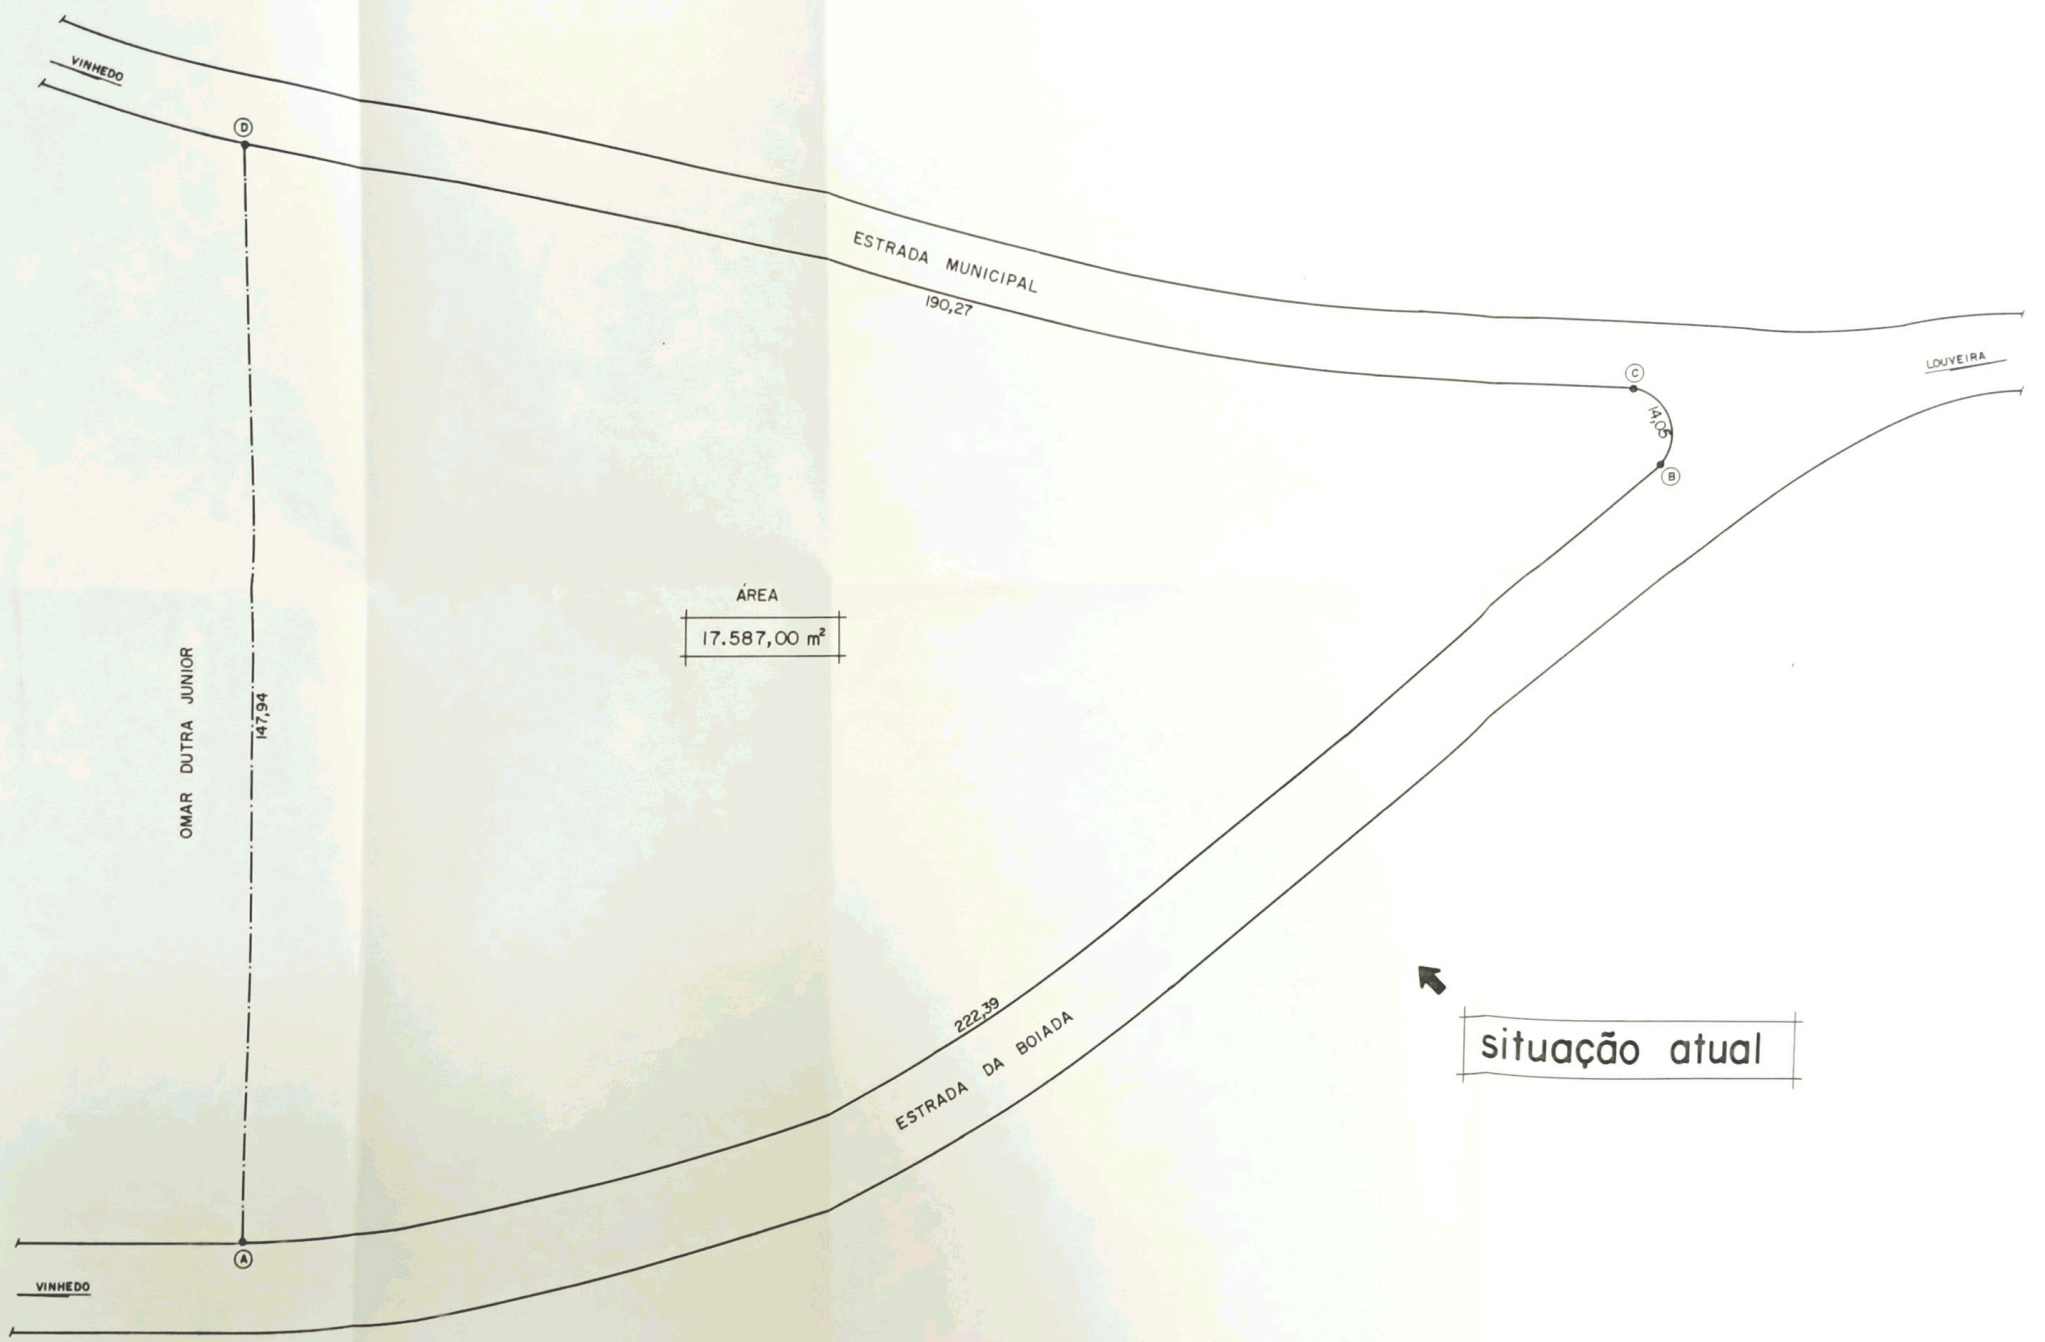 VINHEDO
D
ESTRADA MUNICIPAL
190,27
LOUVEIRA
C
14,05
B
ÁREA
17.587,00 m²
OMAR DUTRA JUNIOR
147,94
222,39
ESTRADA DA BOIADA
situação atual
A
VINHEDO